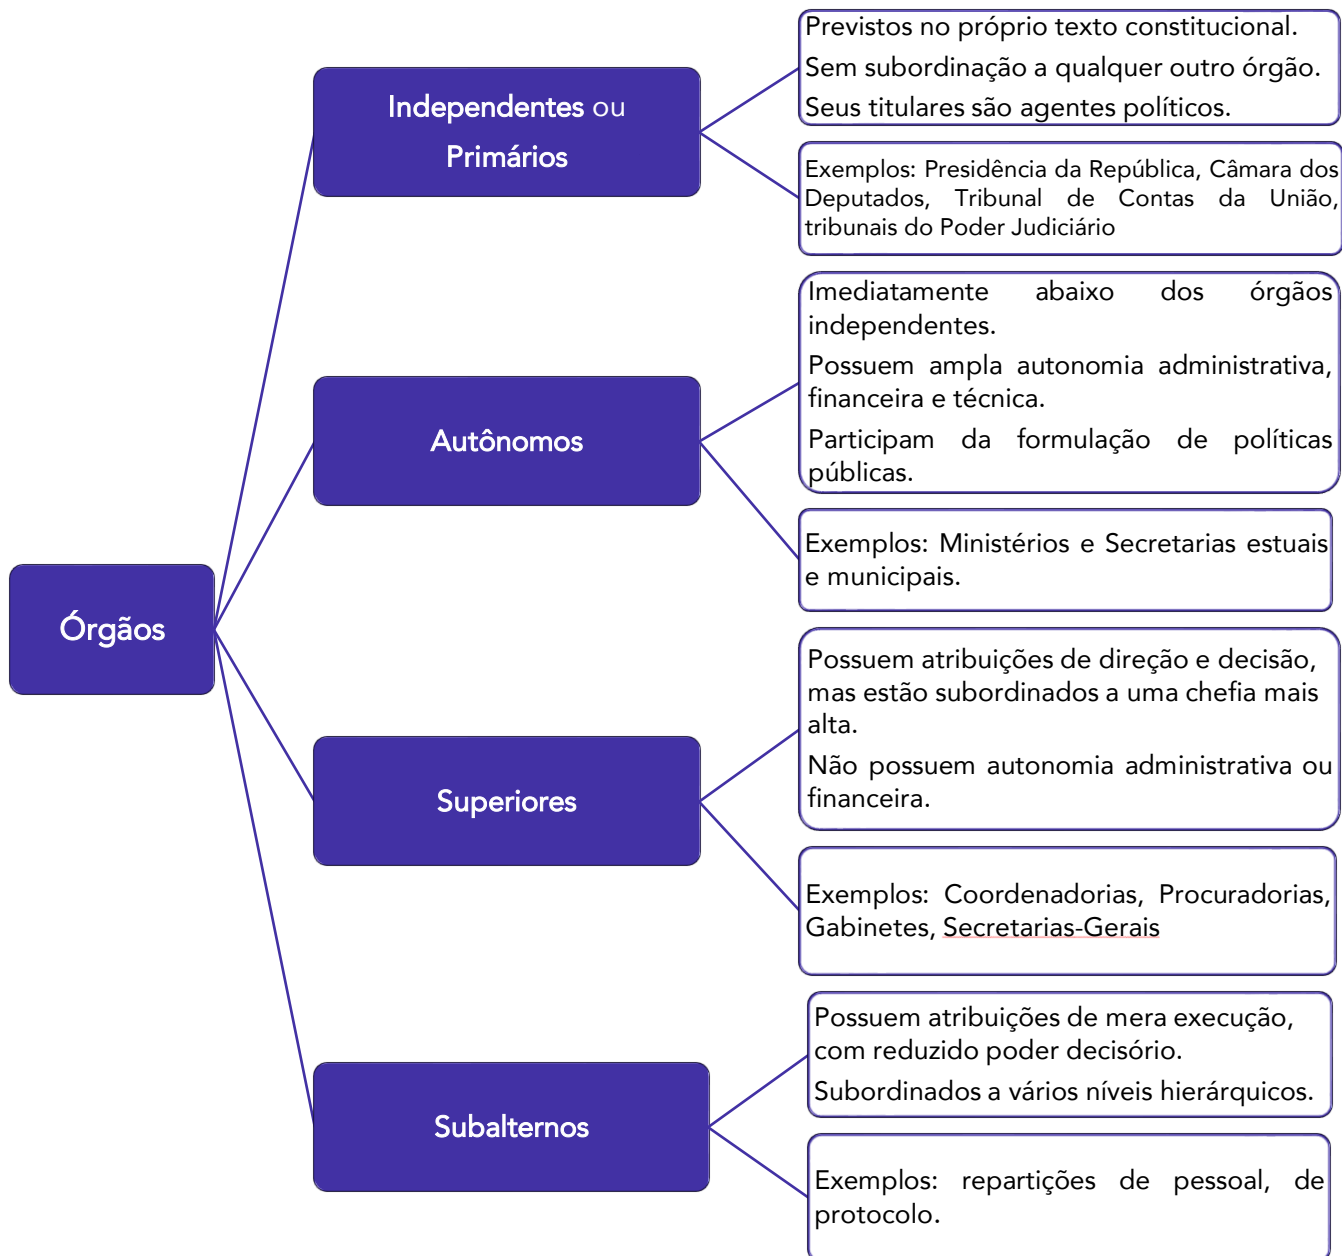 Órgãos
Independentes ou
Primários
Previstos no próprio texto constitucional.
Sem subordinação a qualquer outro órgão.
Seus titulares são agentes políticos.
Exemplos: Presidência da República, Câmara dos
Deputados, Tribunal de Contas da União,
tribunais do Poder Judiciário
Autônomos
Imediatamente abaixo dos órgãos
independentes.
Possuem ampla autonomia administrativa,
financeira e técnica.
Participam da formulação de políticas
públicas.
Exemplos: Ministérios e Secretarias estuais
e municipais.
Superiores
Possuem atribuições de direção e decisão,
mas estão subordinados a uma chefia mais
alta.
Não possuem autonomia administrativa ou
financeira.
Exemplos: Coordenadorias, Procuradorias,
Gabinetes, Secretarias-Gerais
Subalternos
Possuem atribuições de mera execução,
com reduzido poder decisório.
Subordinados a vários níveis hierárquicos.
Exemplos: repartições de pessoal, de
protocolo.